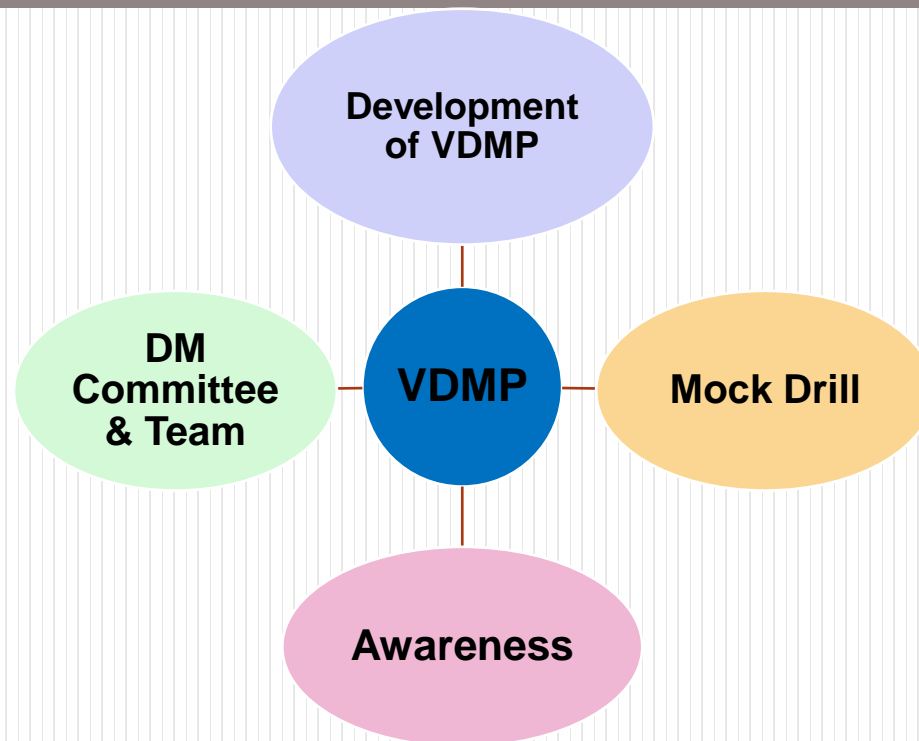 Development
of VDMP
DM
Committee
& Team
VDMP
Mock Drill
Awareness